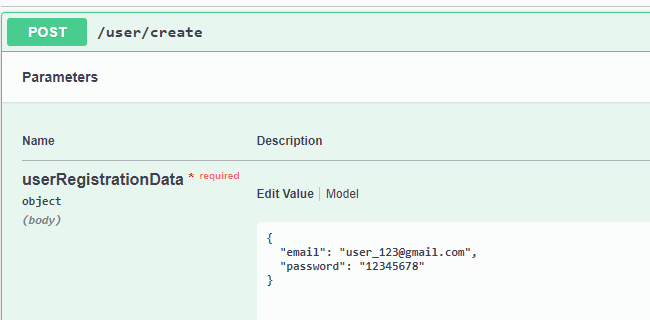 POST /user/create
Parameters
Name Description
userRegistrationData * required
object
(body)
Edit Value Model
{
"email": "user_123@gmail.com",
"password": "12345678"
}